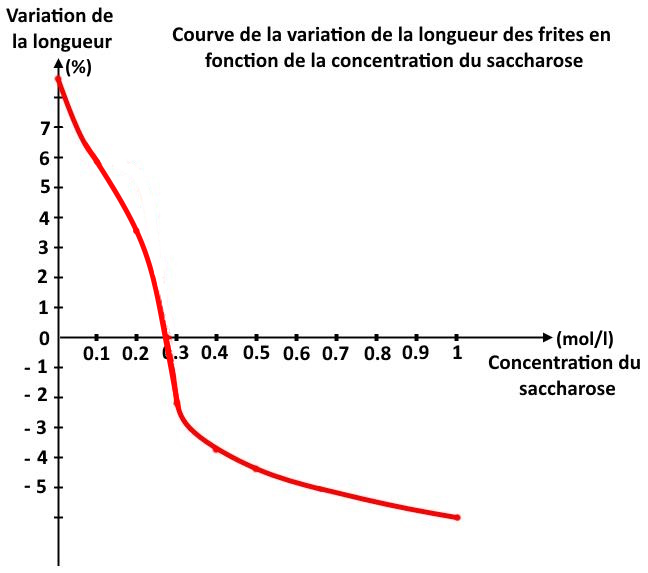 Variation de
la longueur
(%)
Courve de la variation de la longueur des frites en
fonction de la concentration du saccharose
7
6
5
4
3
2
1
0
- 1
- 2
- 3
- 4
- 5
0.1 0.2 0.3 0.4 0.5 0.6 0.7 0.8 0.9 1
(mol/l)
Concentration du
saccharose